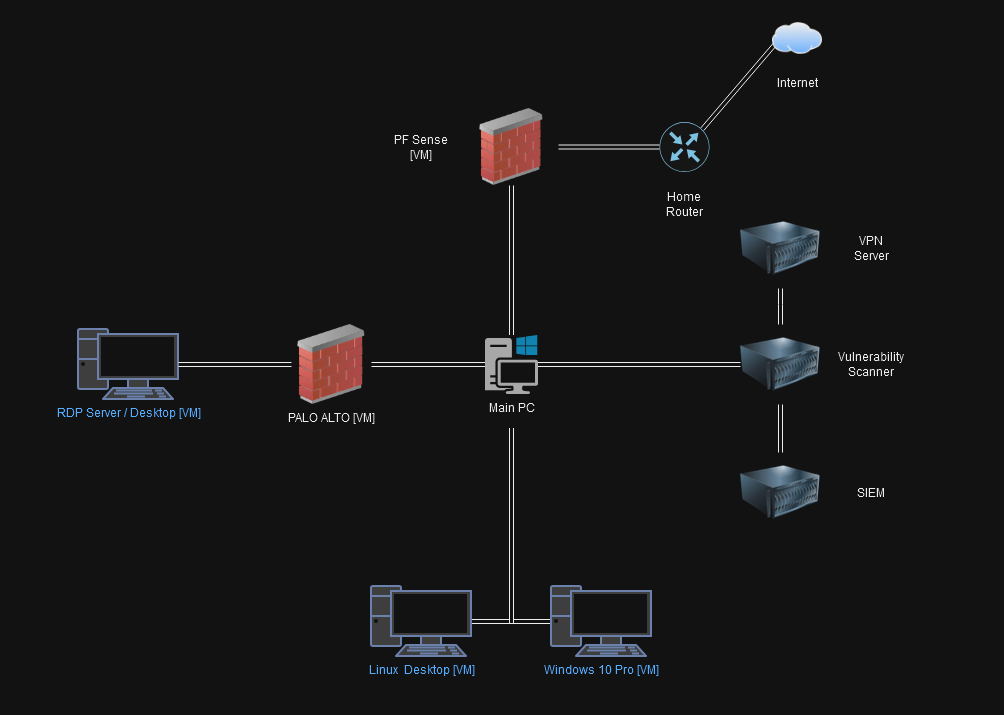 Internet
PF Sense
[VM]
Home
Router
VPN
Server
Vulnerability
Scanner
Main PC
RDP Server / Desktop [VM]
PALO ALTO [VM]
SIEM
Linux  Desktop [VM]
Windows 10 Pro [VM]